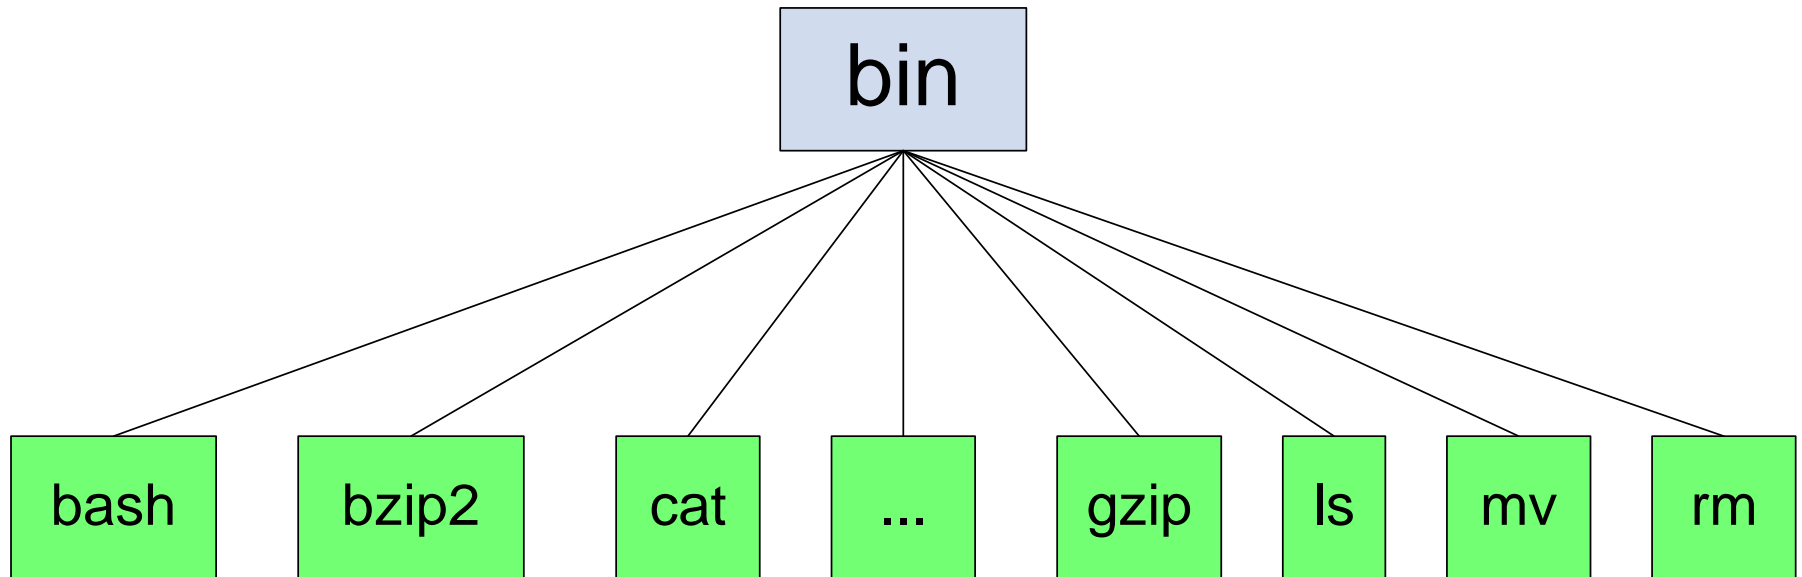 bin
bash
bzip2
cat
...
gzip
ls
mv
rm